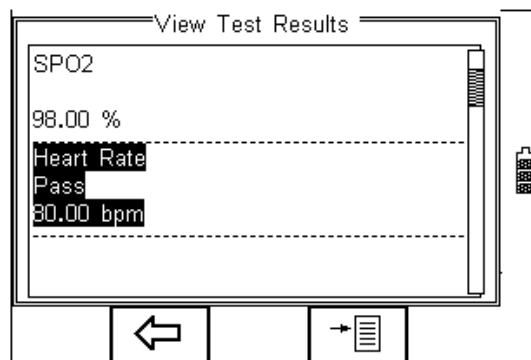 View Test Results
SPO2
98.00 %
Heart Rate
Pass
80.00 bpm